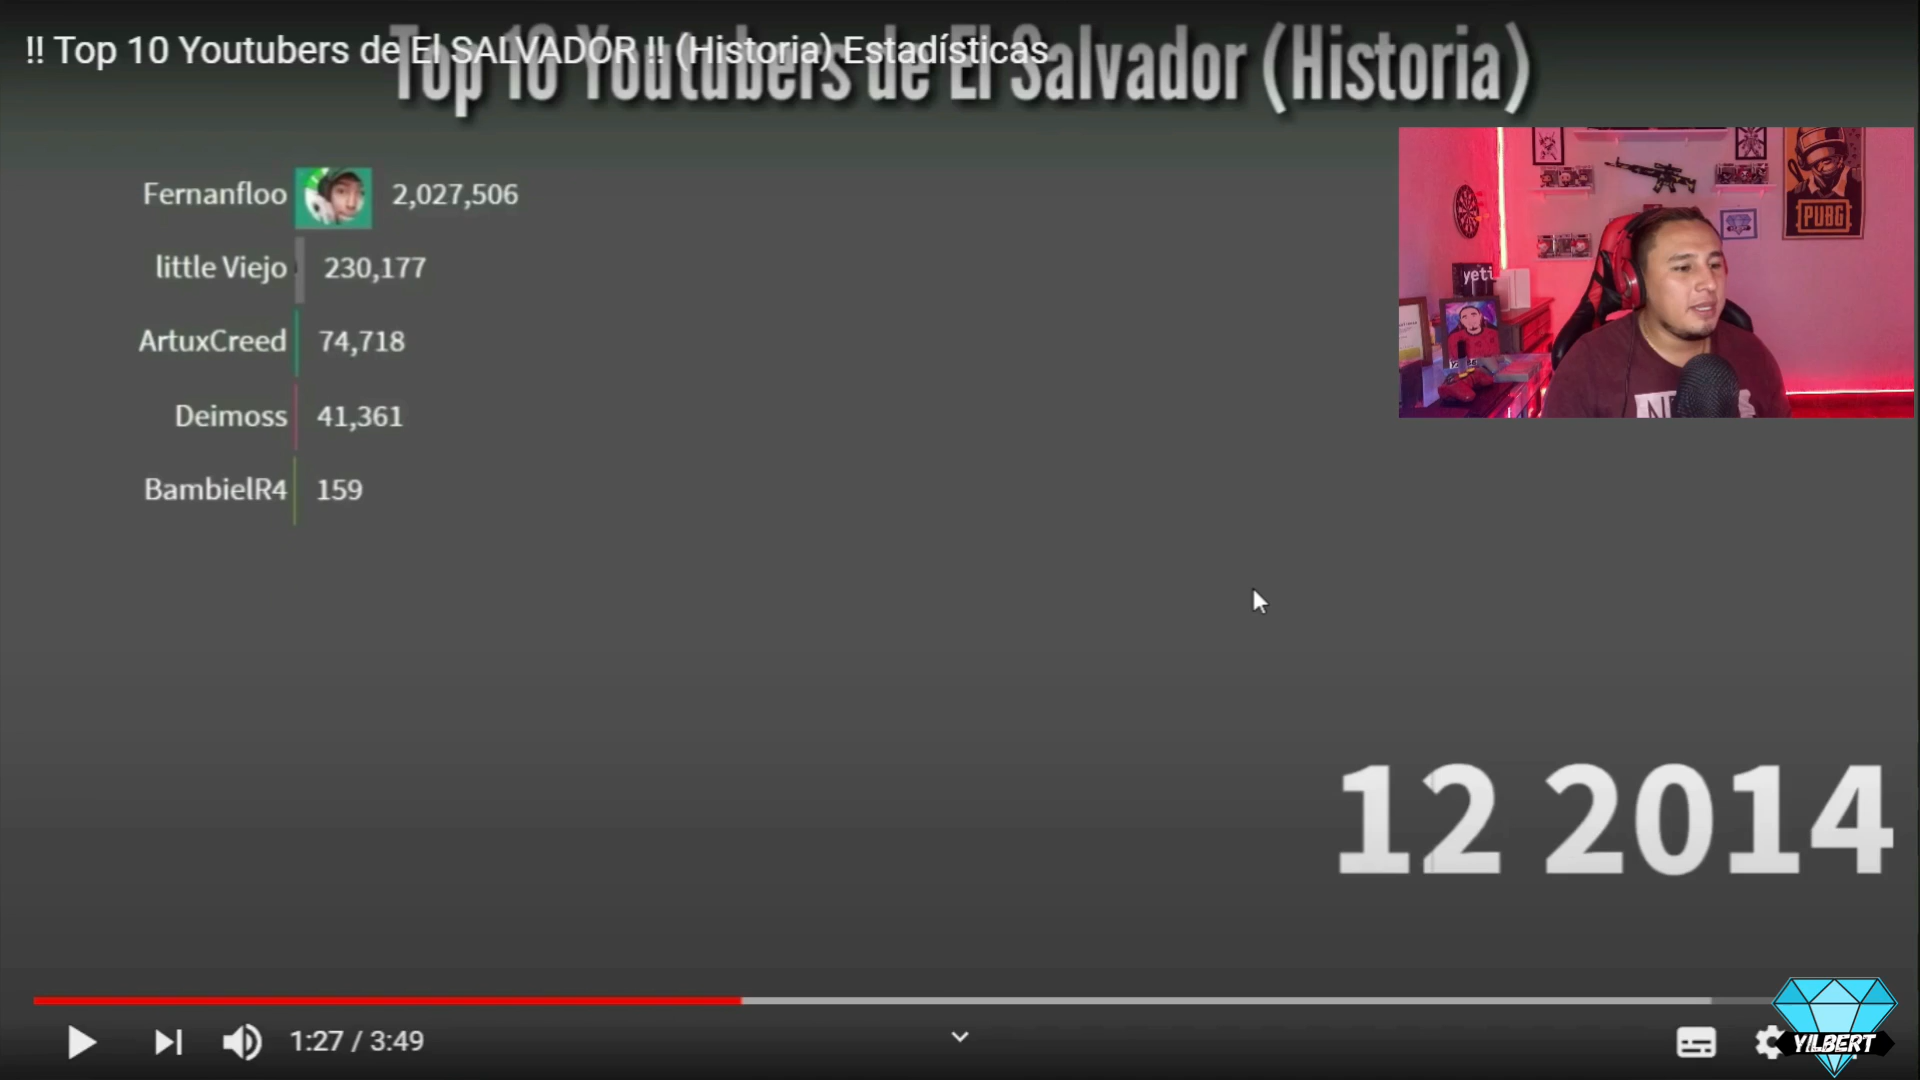 !! Top 10 Youtubers de El SALVADOR !! (Historia) Estadísticas
Top 10 Youtubers de El Salvador (Historia)
Fernanfloo 2,027,506
little Viejo 230,177
ArtuxCreed 74,718
Deimoss 41,361
BambielR4 159
PUBG
yeti
12 2014
1:27 / 3:49
YILBERT